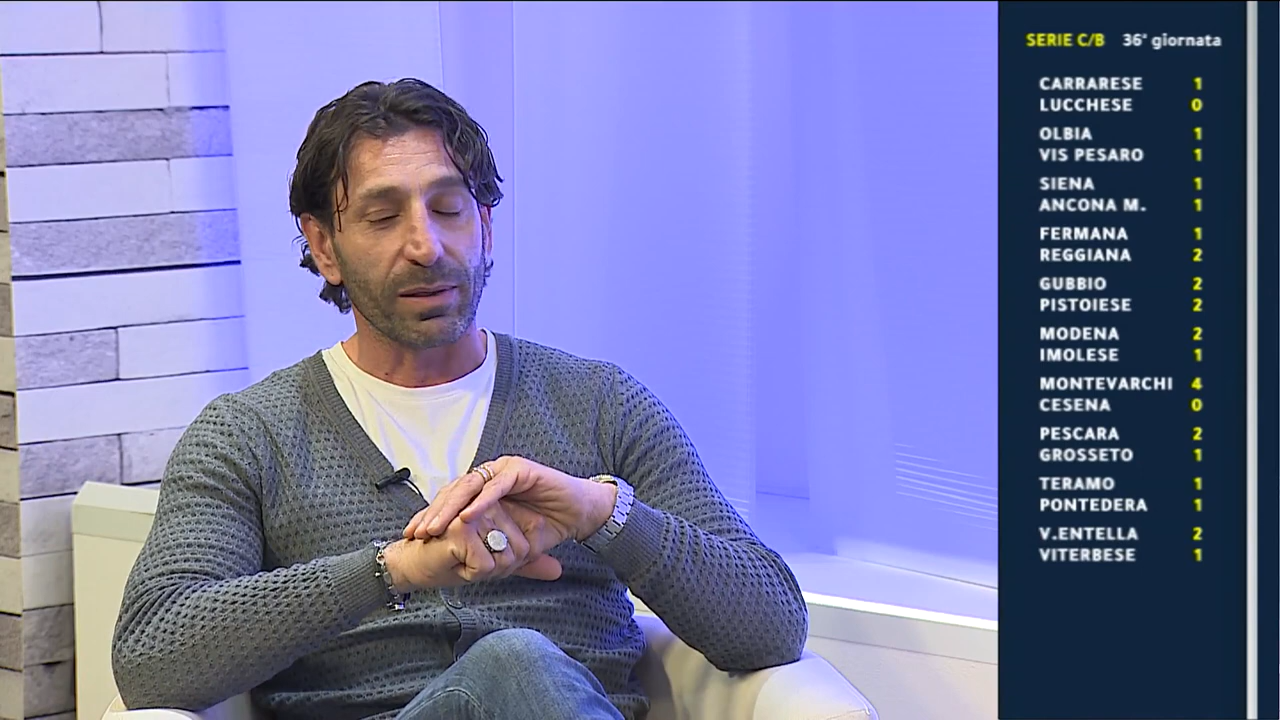 SERIE C/B 36° giornata
CARRARESE 1
LUCCHESE 0
OLBIA 1
VIS PESARO 1
SIENA 1
ANCONA M. 1
FERMANA 1
REGGIANA 2
GUBBIO 2
PISTOIESE 2
MODENA 2
IMOLESE 1
MONTEVARCHI 4
CESENA 0
PESCARA 2
GROSSETO 1
TERAMO 1
PONTEDERA 1
V.ENTELLA 2
VITERBESE 1